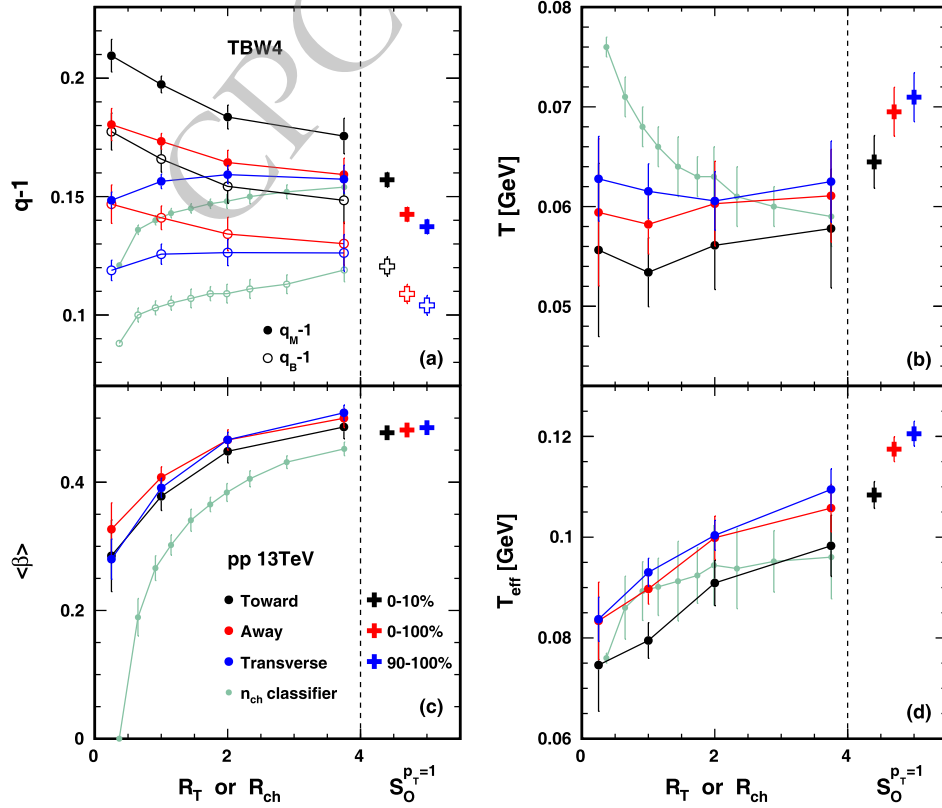 CPC
TBW4
q-1
0.2
0.15
0.1
q_M-1
q_B-1
(a)
0.08
0.07
0.06
0.05
T [GeV]
(b)
<β>
0.4
0.2
0
pp 13TeV
Toward
Away
Transverse
n_ch classifier
0-10%
0-100%
90-100%
(c)
T_eff [GeV]
0.12
0.1
0.08
0.06
(d)
0 2 4
R_T or R_ch
S_O^{p_T=1}
0 2 4
R_T or R_ch
S_O^{p_T=1}